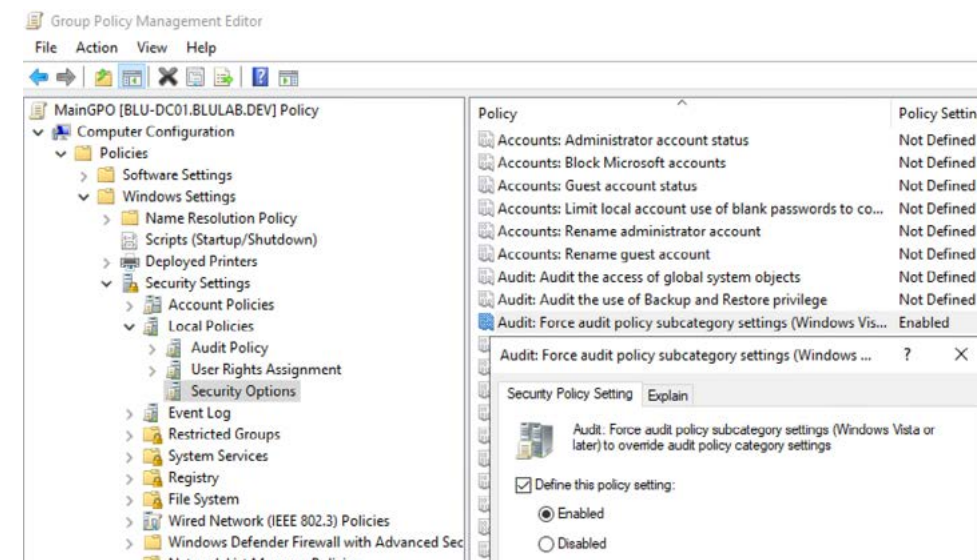 Group Policy Management Editor
File Action View Help
MainGPO [BLU-DC01.BLULAB.DEV] Policy
Computer Configuration
Policies
Software Settings
Windows Settings
Name Resolution Policy
Scripts (Startup/Shutdown)
Deployed Printers
Security Settings
Account Policies
Local Policies
Audit Policy
User Rights Assignment
Security Options
Event Log
Restricted Groups
System Services
Registry
File System
Wired Network (IEEE 802.3) Policies
Windows Defender Firewall with Advanced Sec
Policy Policy Settin
Accounts: Administrator account status Not Defined
Accounts: Block Microsoft accounts Not Defined
Accounts: Guest account status Not Defined
Accounts: Limit local account use of blank passwords to co... Not Defined
Accounts: Rename administrator account Not Defined
Accounts: Rename guest account Not Defined
Audit: Audit the access of global system objects Not Defined
Audit: Audit the use of Backup and Restore privilege Not Defined
Audit: Force audit policy subcategory settings (Windows Vis... Enabled
Audit: Force audit policy subcategory settings (Windows ... ? X
Security Policy Setting Explain
Audit: Force audit policy subcategory settings (Windows Vista or
later) to override audit policy category settings
Define this policy setting:
Enabled
Disabled